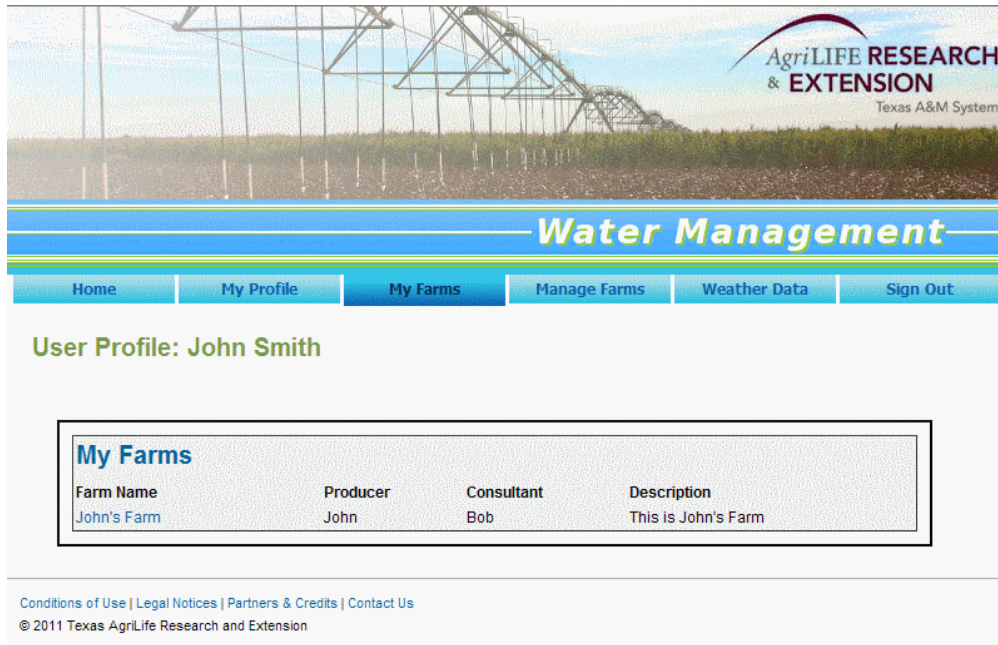 AgriLIFE RESEARCH
& EXTENSION
Texas A&M System
Water Management
Home My Profile My Farms Manage Farms Weather Data Sign Out
User Profile: John Smith
My Farms
Farm Name Producer Consultant Description
John's Farm John Bob This is John's Farm
Conditions of Use | Legal Notices | Partners & Credits | Contact Us
© 2011 Texas AgriLife Research and Extension